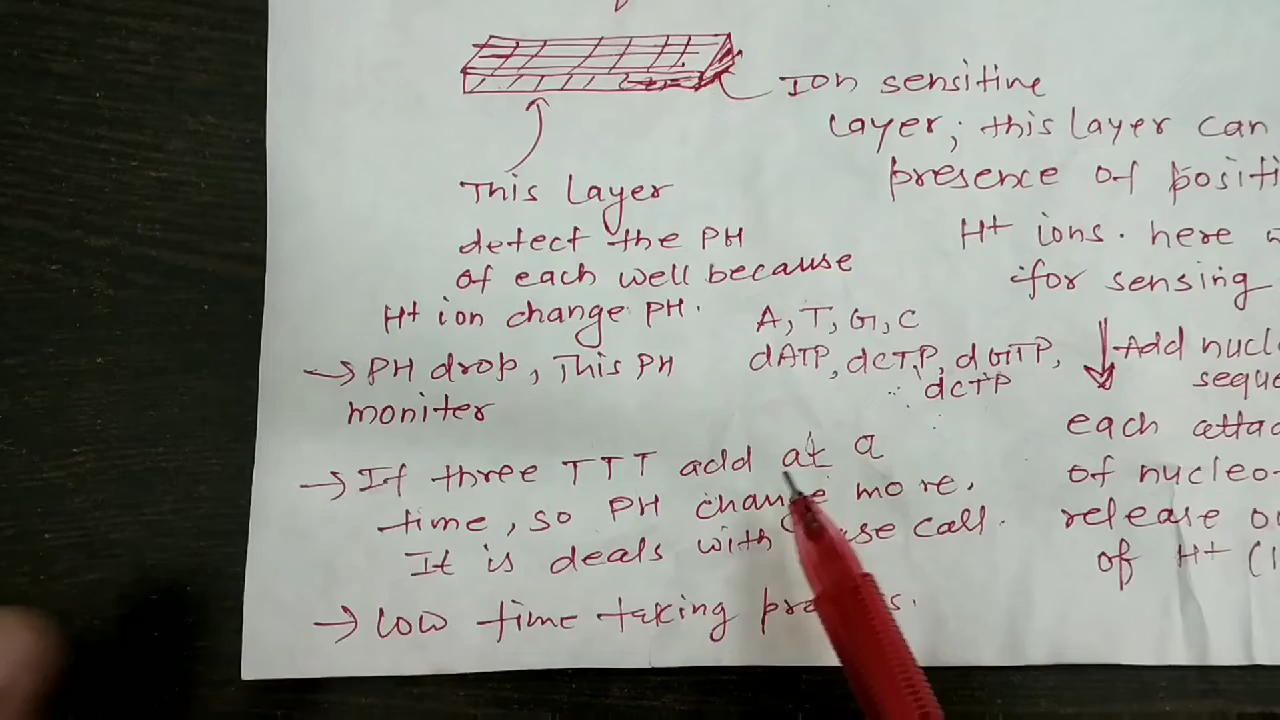 Ion sensitive
Layer; this Layer can
presence of positi
H+ ions. here
for sensing
This Layer
detect the PH
of each well because
H+ ion change PH.
→ PH drop, This PH
moniter
A, T, G, C
dATP, dCTP, dGTP,
dCTP
Add nucl
seque
each attac
of nucleo-
release o
of H+ (1
→ If three TTT add at a
time, so PH change more.
It is deals with call.
→ Low time taking